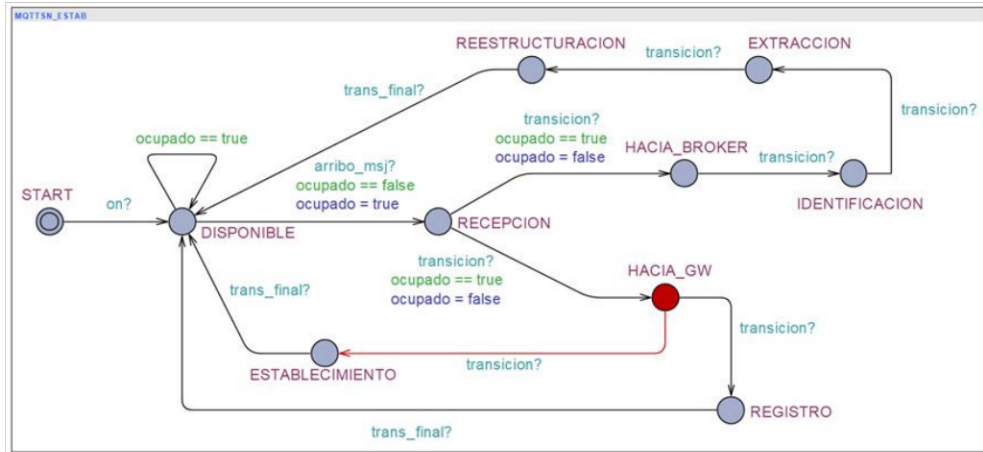 MQTTSN_ESTAB
REESTRUCTURACION
EXTRACCION
transicion?
trans_final?
transicion?
transicion?
ocupado == true
ocupado = false
HACIA_BROKER
transicion?
IDENTIFICACION
ocupado == true
arribo_msj?
ocupado == false
ocupado = true
START
on?
DISPONIBLE
RECEPCION
transicion?
ocupado == true
ocupado = false
HACIA_GW
transicion?
trans_final?
transicion?
ESTABLECIMIENTO
REGISTRO
trans_final?